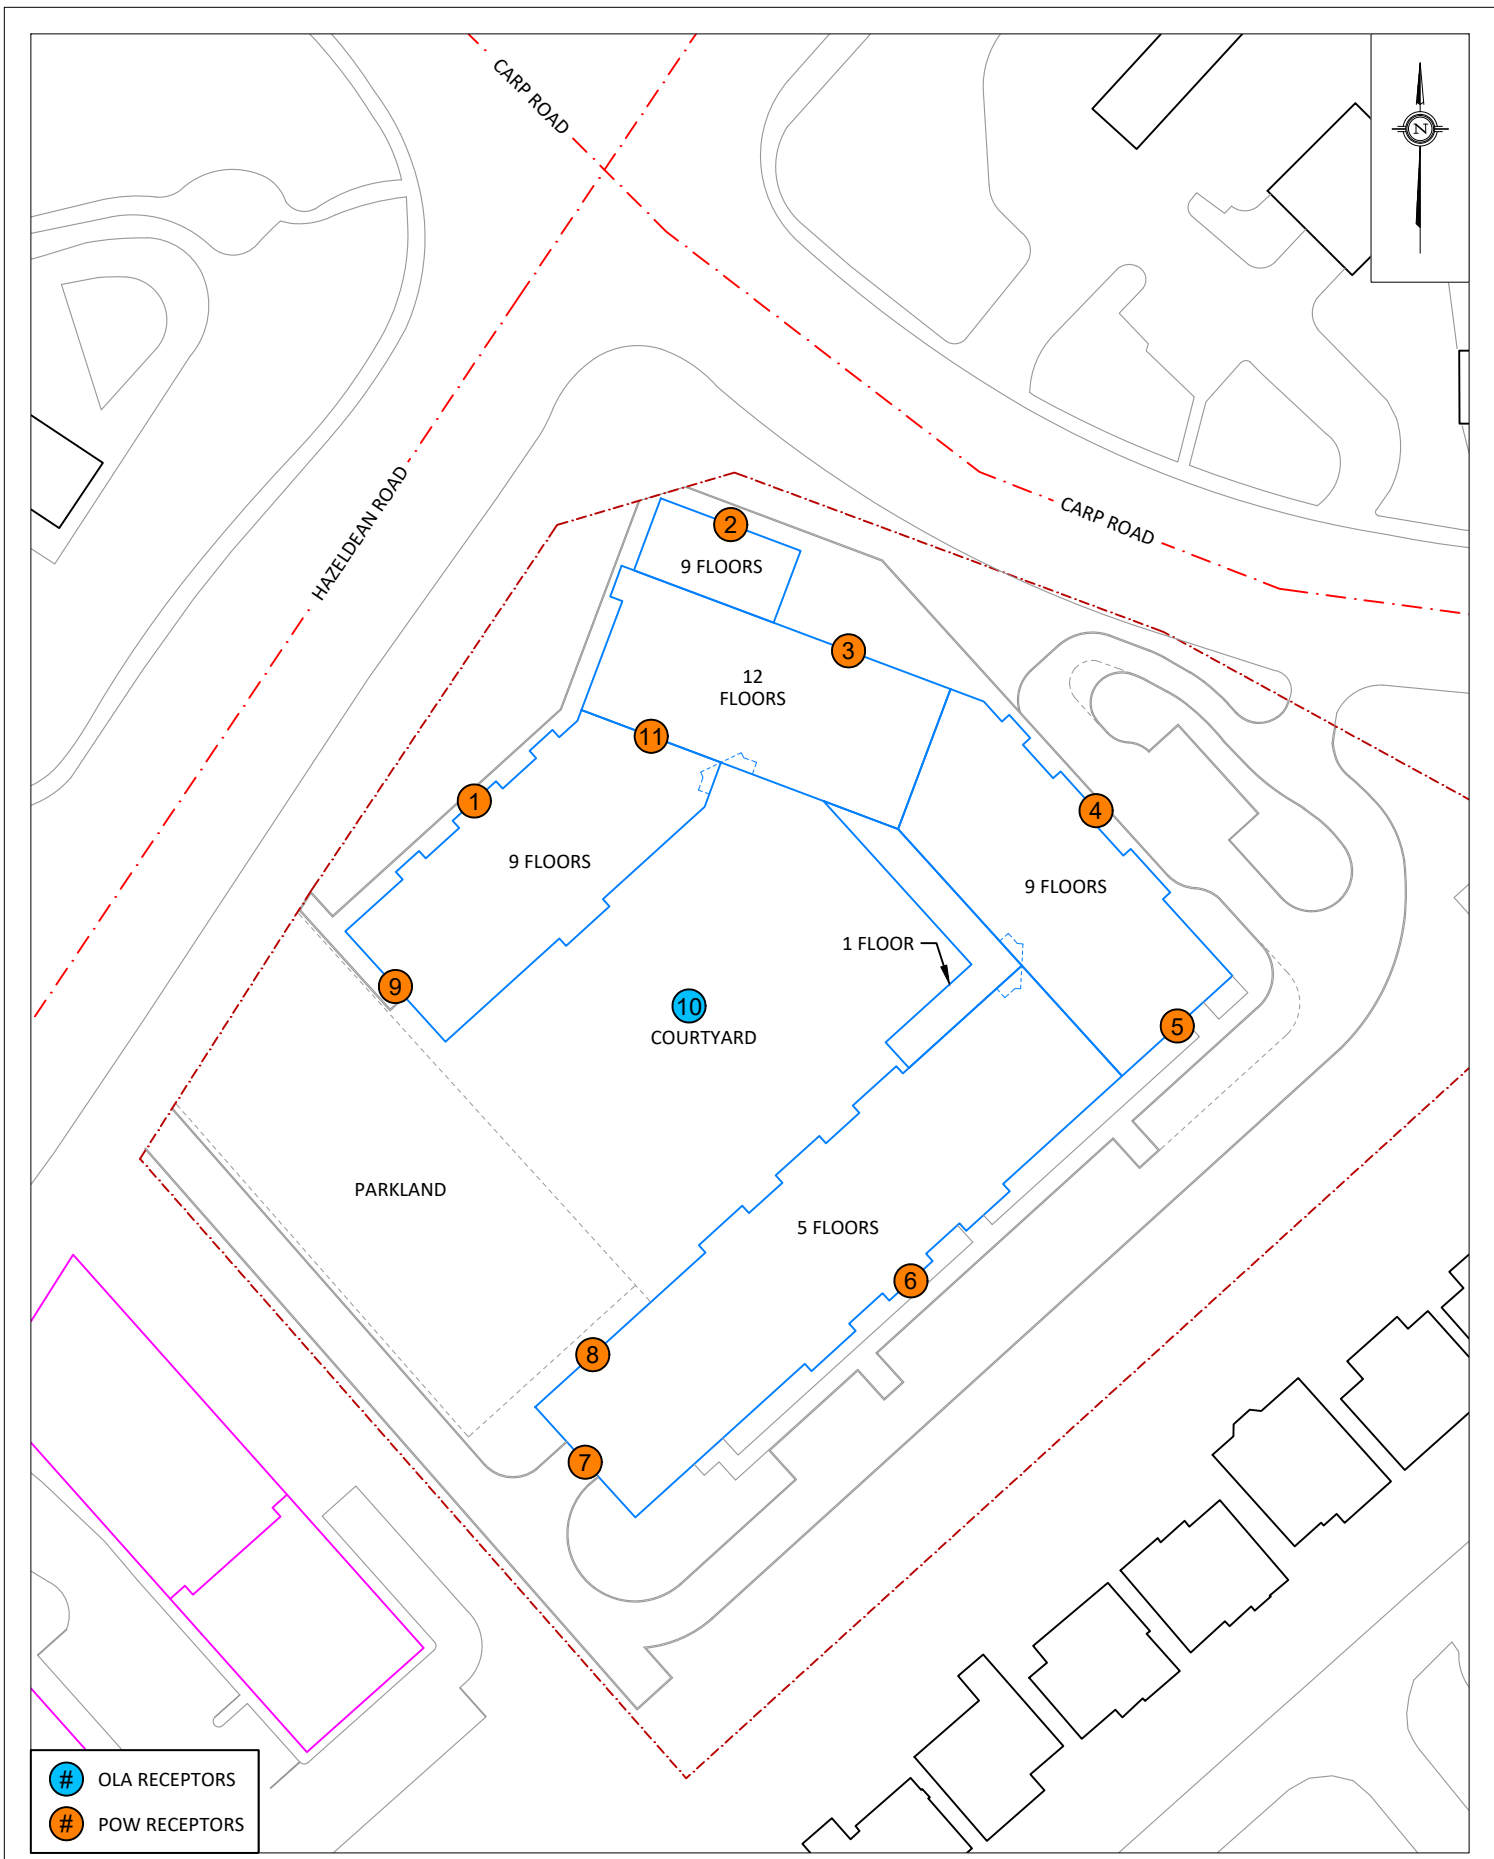 CARP ROAD
N
HAZELDEAN ROAD
CARP ROAD
2
9 FLOORS
3
12
FLOORS
11
1
4
9 FLOORS
9 FLOORS
1 FLOOR
9
10
COURTYARD
5
PARKLAND
5 FLOORS
6
8
7
# OLA RECEPTORS
# POW RECEPTORS